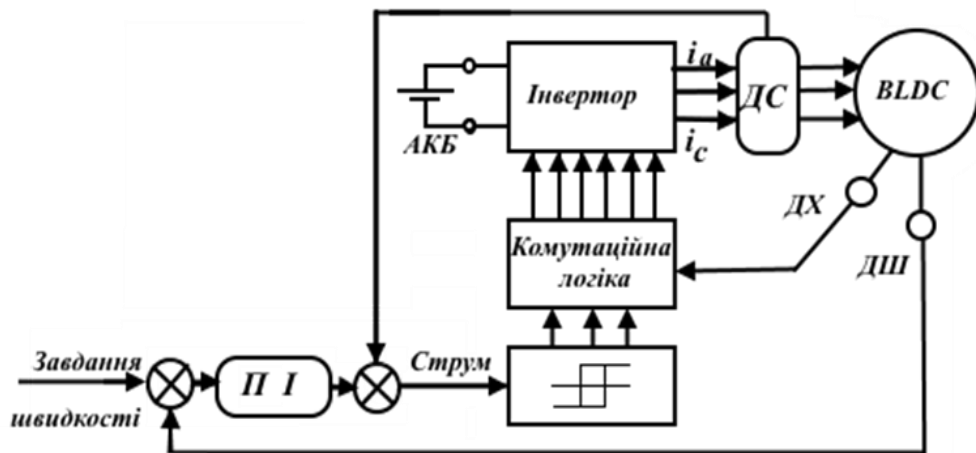 i a
Інвертор
ДС
BLDC
АКБ
i c
ДХ
Комутаційна
логіка
ДШ
Завдання
швидкості
П І
Струм